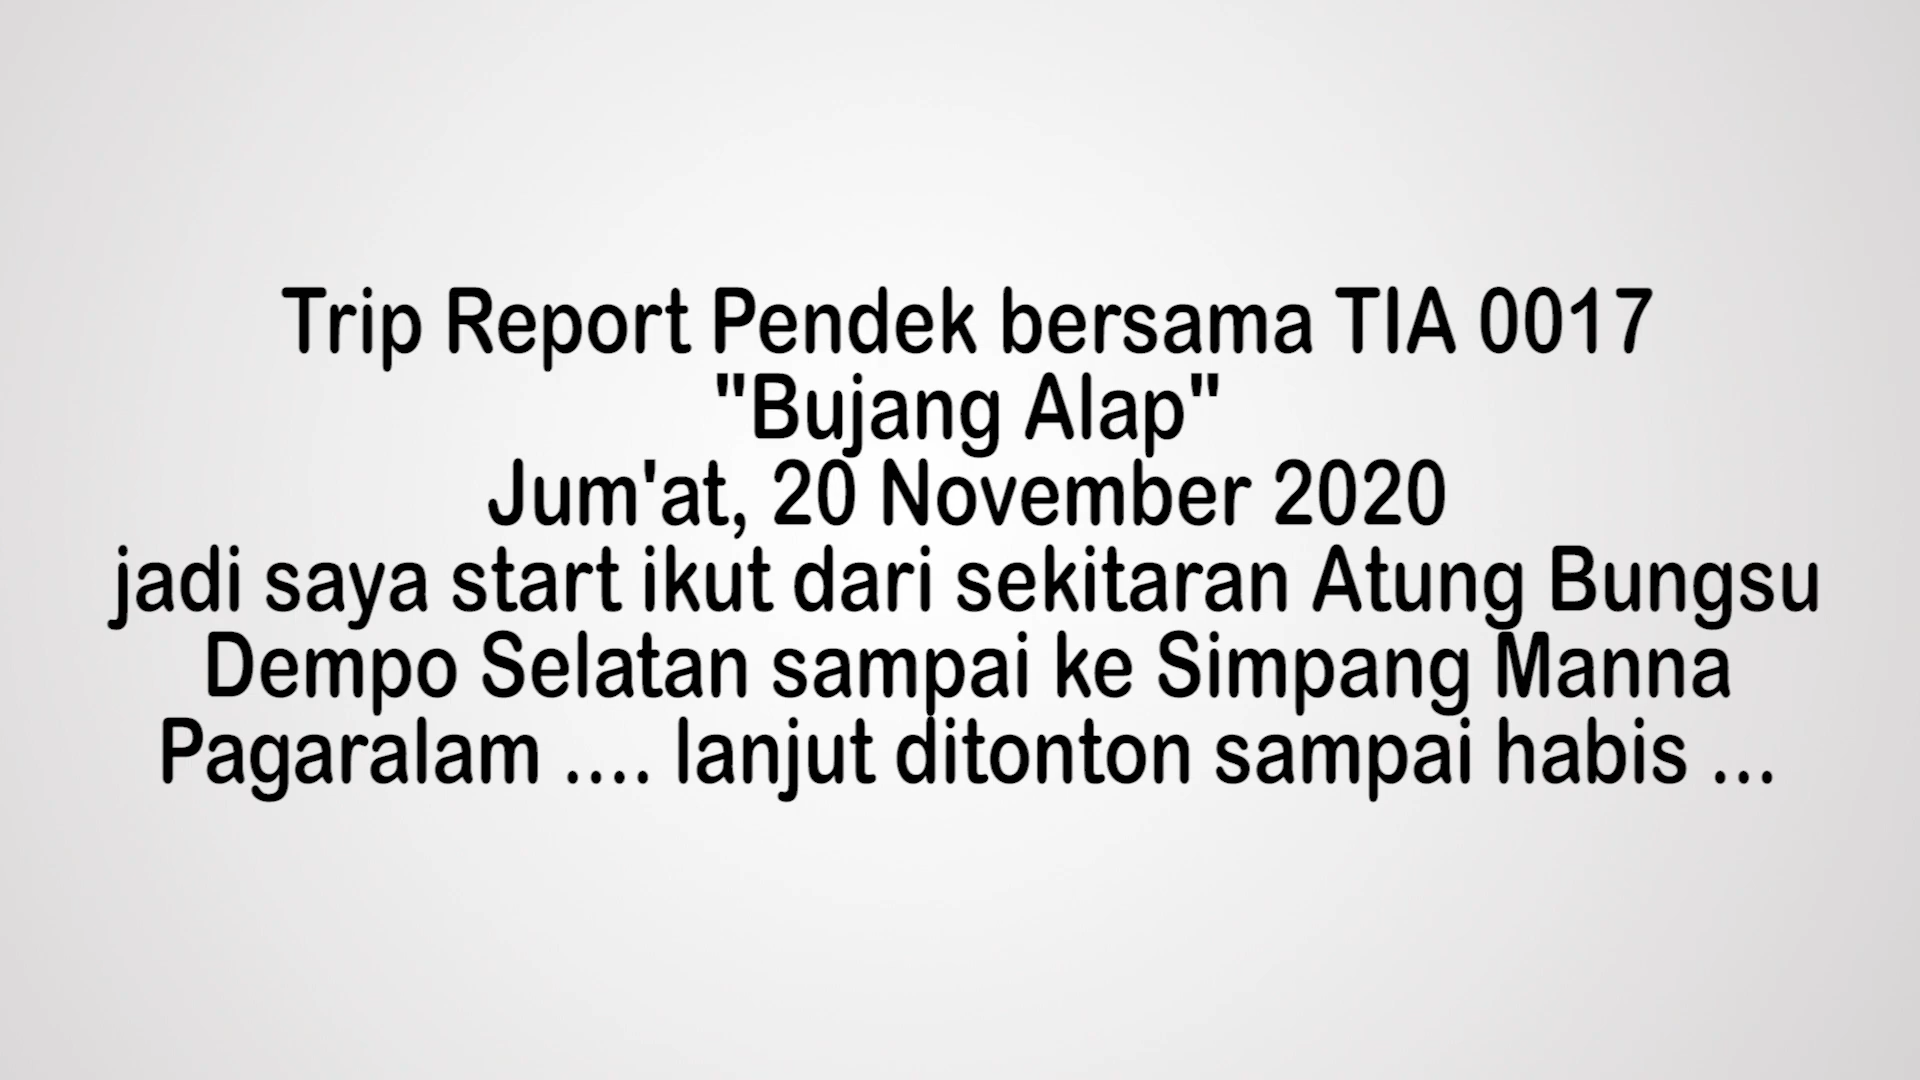 Trip Report Pendek bersama TIA 0017
"Bujang Alap"
Jum'at, 20 November 2020
jadi saya start ikut dari sekitaran Atung Bungsu
Dempo Selatan sampai ke Simpang Manna
Pagaralam .... lanjut ditonton sampai habis ...